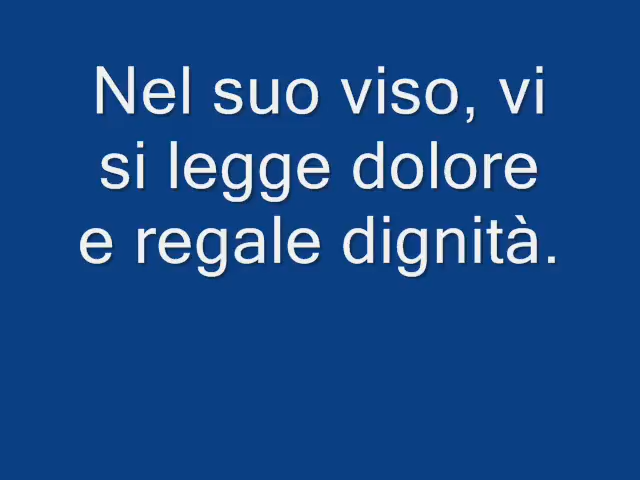 Nel suo viso, vi
si legge dolore
e regale dignità.